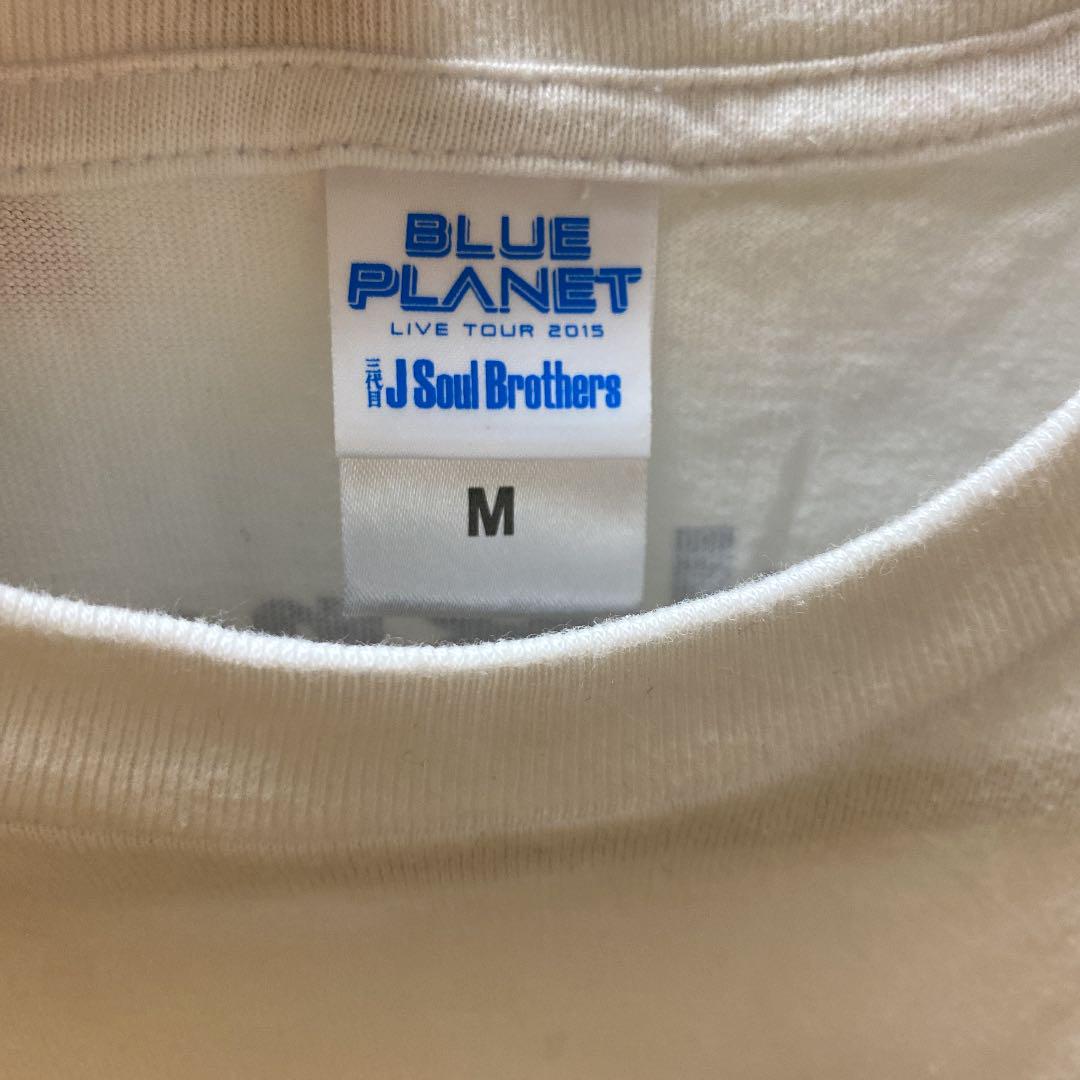 BLUE
PLANET
LIVE TOUR 2015
三代目 J Soul Brothers
M